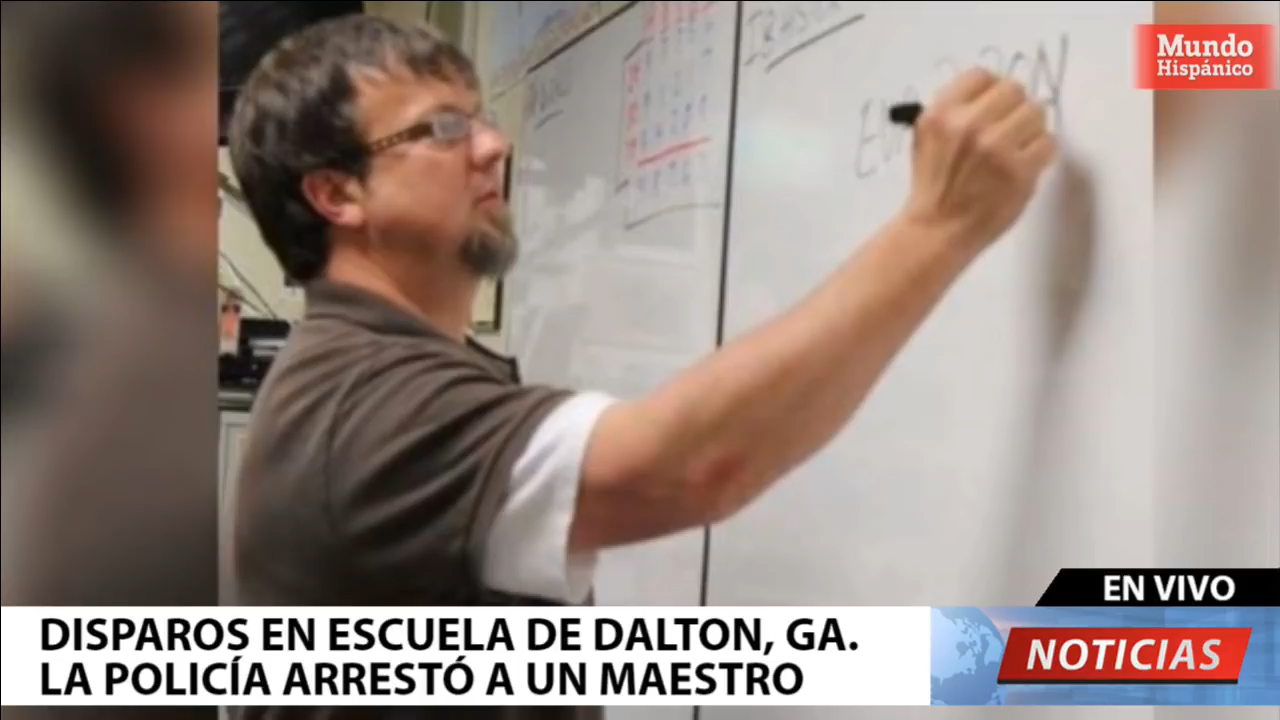 Mundo
Hispánico
EN VIVO
DISPAROS EN ESCUELA DE DALTON, GA.
LA POLICÍA ARRESTÓ A UN MAESTRO
NOTICIAS